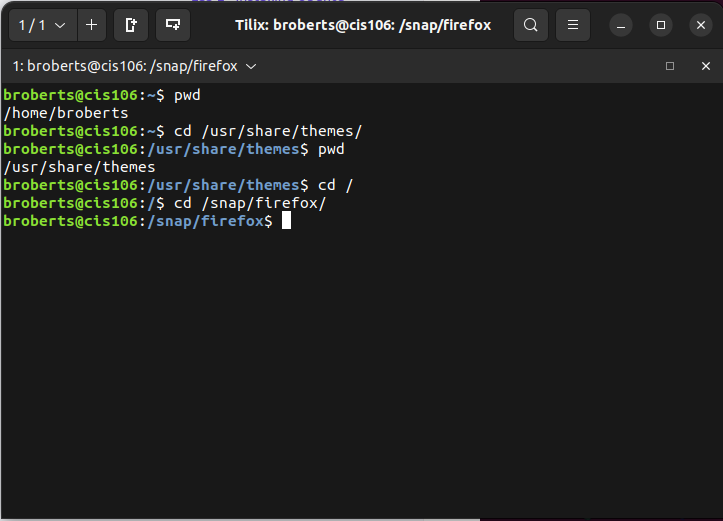 1 / 1
Tilix: broberts@cis106: /snap/firefox
1: broberts@cis106: /snap/firefox
broberts@cis106:~$ pwd
/home/broberts
broberts@cis106:~$ cd /usr/share/themes/
broberts@cis106:/usr/share/themes$ pwd
/usr/share/themes
broberts@cis106:/usr/share/themes$ cd /
broberts@cis106:/$ cd /snap/firefox/
broberts@cis106:/snap/firefox$